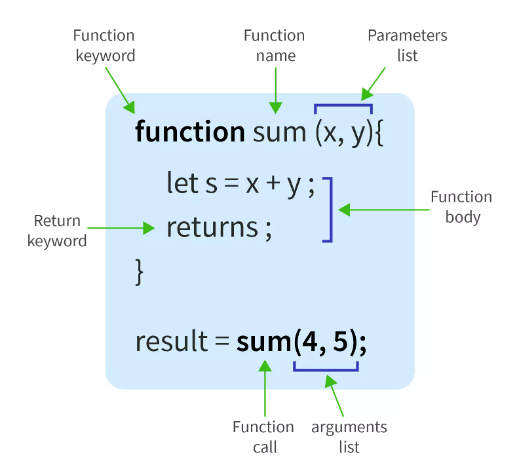 Function keyword
Function name
Parameters list
function sum (x, y){
let s = x + y ;
Return keyword
returns ;
Function body
}
result = sum(4, 5);
Function call
arguments list